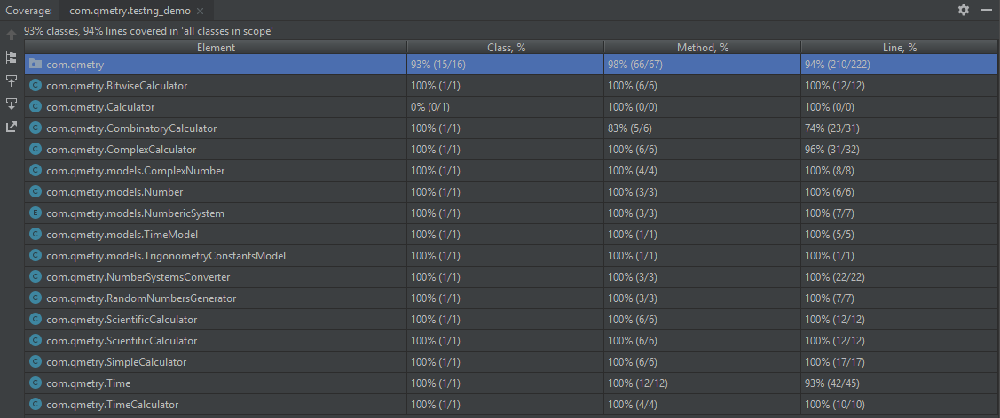 Coverage: com.qmetry.testng_demo
93% classes, 94% lines covered in 'all classes in scope'
Element Class, % Method, % Line, %
com.qmetry 93% (15/16) 98% (66/67) 94% (210/222)
com.qmetry.BitwiseCalculator 100% (1/1) 100% (6/6) 100% (12/12)
com.qmetry.Calculator 0% (0/1) 100% (0/0) 100% (0/0)
com.qmetry.CombinatoryCalculator 100% (1/1) 83% (5/6) 74% (23/31)
com.qmetry.ComplexCalculator 100% (1/1) 100% (6/6) 96% (31/32)
com.qmetry.models.ComplexNumber 100% (1/1) 100% (4/4) 100% (8/8)
com.qmetry.models.Number 100% (1/1) 100% (3/3) 100% (6/6)
com.qmetry.models.NumbericSystem 100% (1/1) 100% (3/3) 100% (7/7)
com.qmetry.models.TimeModel 100% (1/1) 100% (1/1) 100% (5/5)
com.qmetry.models.TrigonometryConstantsModel 100% (1/1) 100% (1/1) 100% (1/1)
com.qmetry.NumberSystemsConverter 100% (1/1) 100% (3/3) 100% (22/22)
com.qmetry.RandomNumbersGenerator 100% (1/1) 100% (3/3) 100% (7/7)
com.qmetry.ScientificCalculator 100% (1/1) 100% (6/6) 100% (12/12)
com.qmetry.ScientificCalculator 100% (1/1) 100% (6/6) 100% (12/12)
com.qmetry.SimpleCalculator 100% (1/1) 100% (6/6) 100% (17/17)
com.qmetry.Time 100% (1/1) 100% (12/12) 93% (42/45)
com.qmetry.TimeCalculator 100% (1/1) 100% (4/4) 100% (10/10)